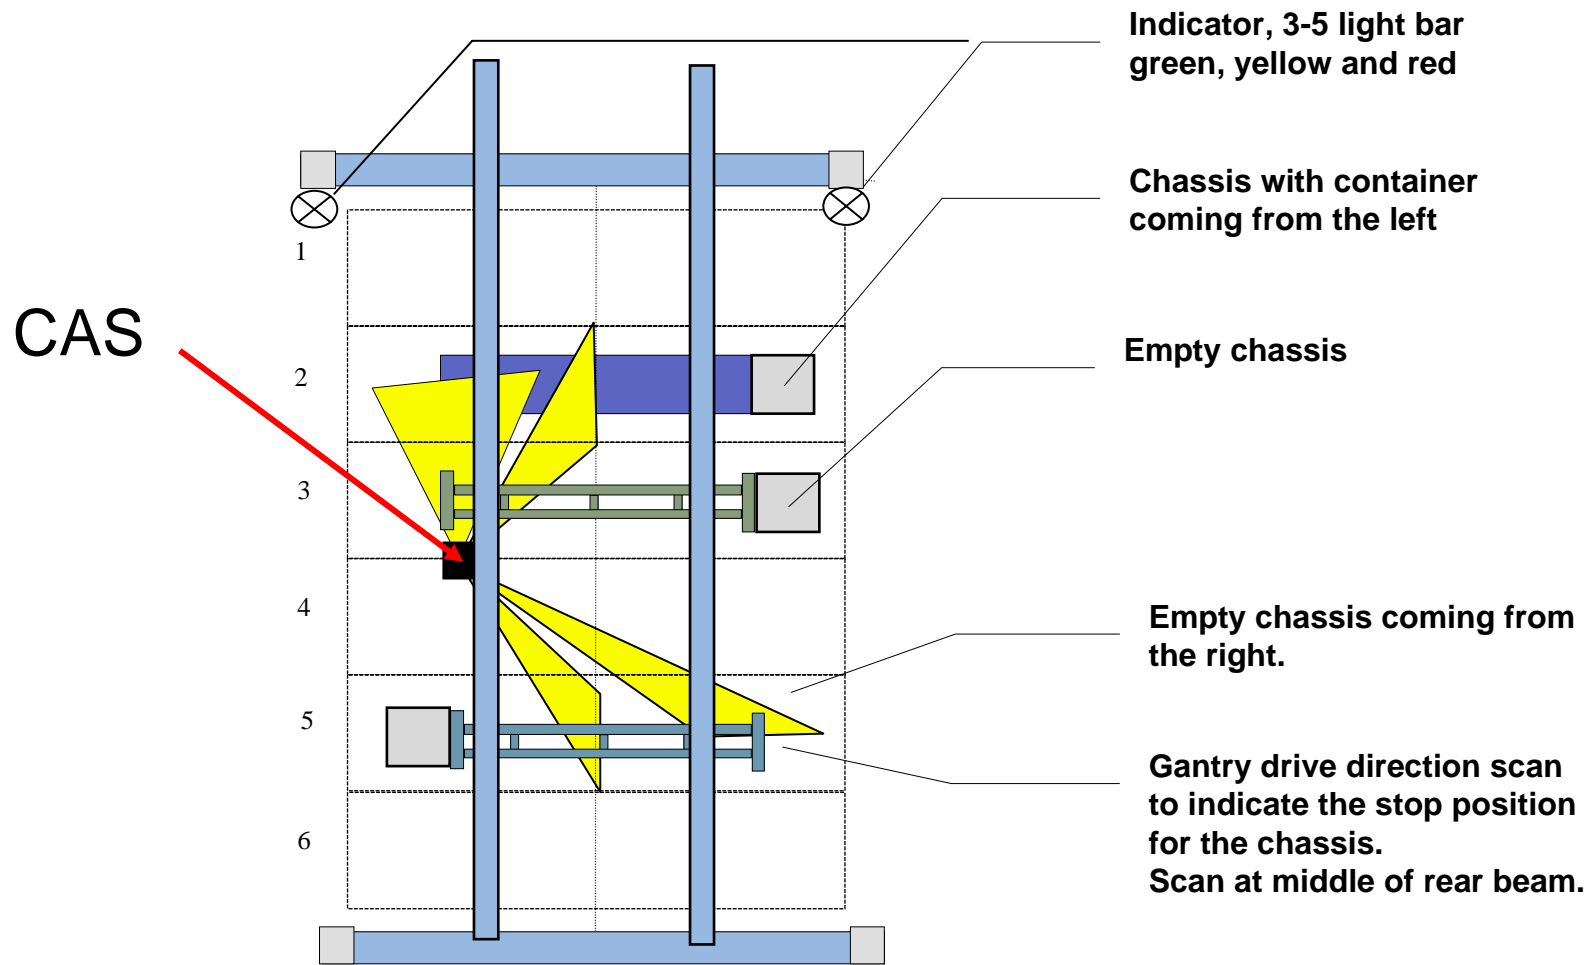 Indicator, 3-5 light bar
green, yellow and red
Chassis with container
coming from the left
1
CAS
Empty chassis
2
3
4
Empty chassis coming from
the right.
5
Gantry drive direction scan
to indicate the stop position
for the chassis.
Scan at middle of rear beam.
6